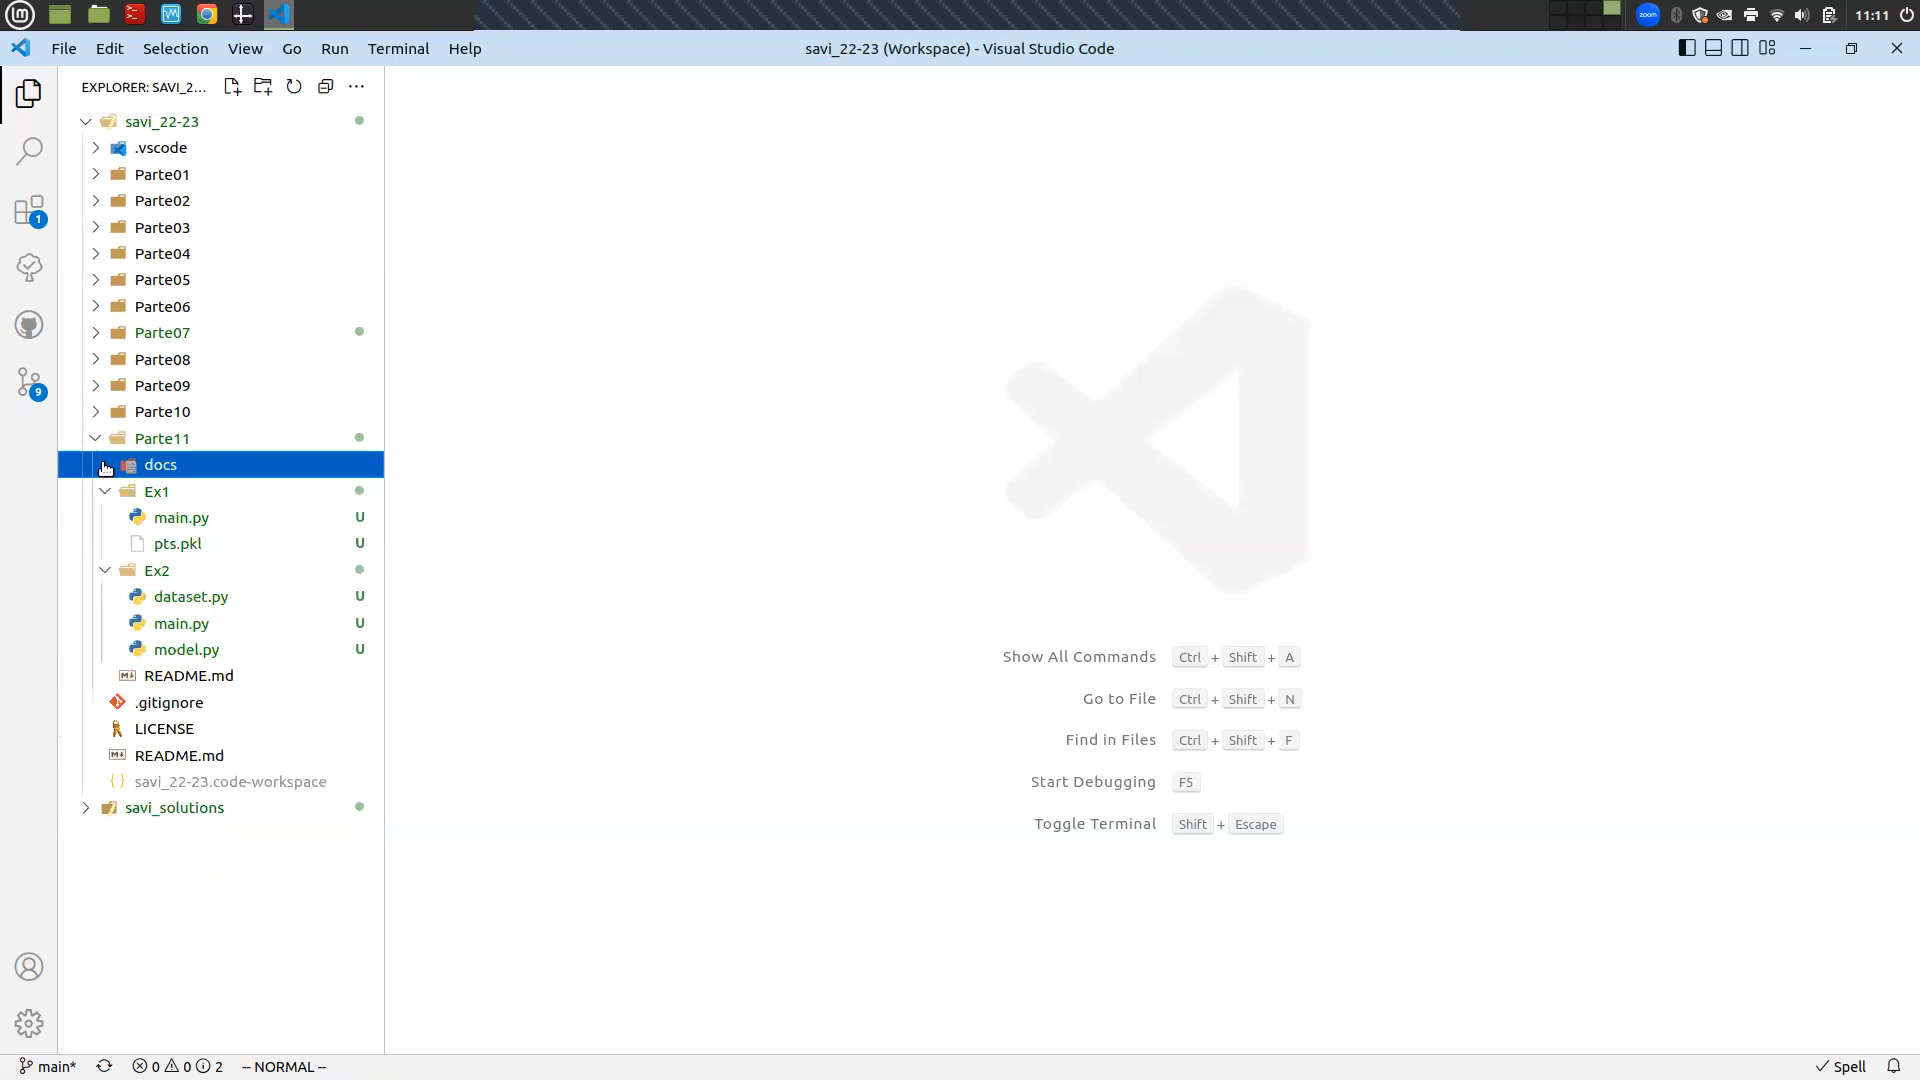 zoom
11:11
File Edit Selection View Go Run Terminal Help
savi_22-23 (Workspace) - Visual Studio Code
EXPLORER: SAVI_2...
savi_22-23
.vscode
Parte01
1
Parte02
Parte03
Parte04
Parte05
Parte06
Parte07
Parte08
9
Parte09
Parte10
Parte11
docs
Ex1
main.py U
pts.pkl U
Ex2
dataset.py U
main.py U
model.py U
README.md
.gitignore
LICENSE
README.md
savi_22-23.code-workspace
savi_solutions
Show All Commands Ctrl + Shift + A
Go to File Ctrl + Shift + N
Find in Files Ctrl + Shift + F
Start Debugging F5
Toggle Terminal Shift + Escape
main* 0 0 2 -- NORMAL -- Spell